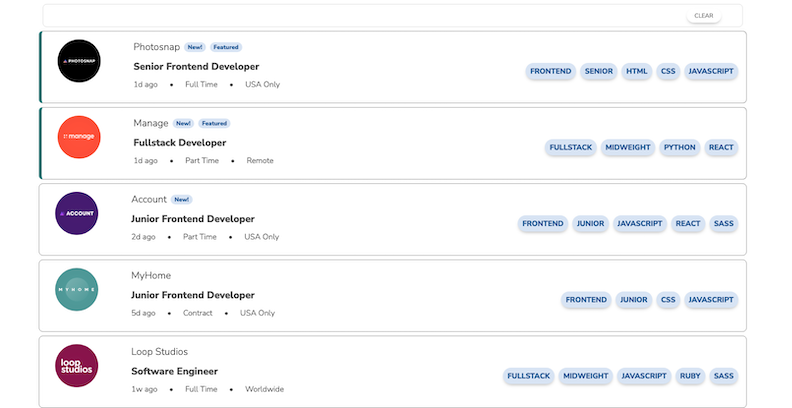 CLEAR
PHOTOSNAP
Photosnap New! Featured
Senior Frontend Developer
1d ago • Full Time • USA Only
FRONTEND SENIOR HTML CSS JAVASCRIPT
manage
Manage New! Featured
Fullstack Developer
1d ago • Part Time • Remote
FULLSTACK MIDWEIGHT PYTHON REACT
ACCOUNT
Account New!
Junior Frontend Developer
2d ago • Part Time • USA Only
FRONTEND JUNIOR JAVASCRIPT REACT SASS
MYHOME
MyHome
Junior Frontend Developer
5d ago • Contract • USA Only
FRONTEND JUNIOR CSS JAVASCRIPT
loop
studios
Loop Studios
Software Engineer
1w ago • Full Time • Worldwide
FULLSTACK MIDWEIGHT JAVASCRIPT RUBY SASS